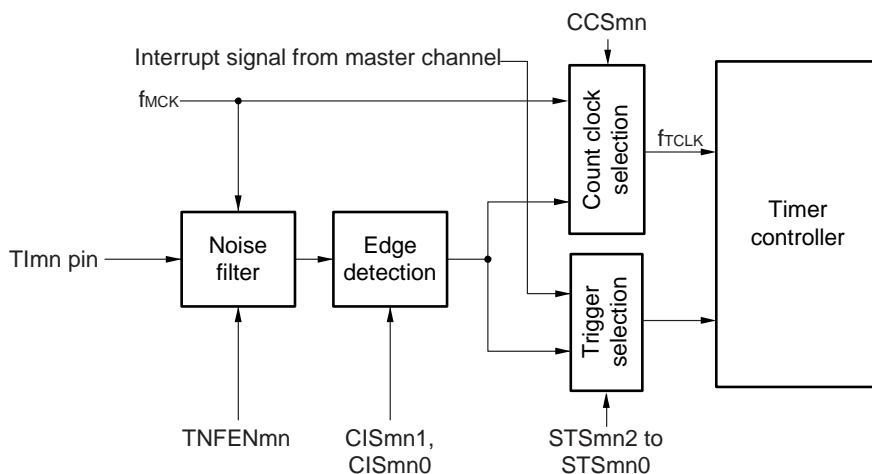 CCSmn
Interrupt signal from master channel
fMCK
Count clock
selection
fTCLK
Timer
controller
TImn pin
Noise
filter
Edge
detection
Trigger
selection
TNFENmn
CISmn1,
CISmn0
STSmn2 to
STSmn0